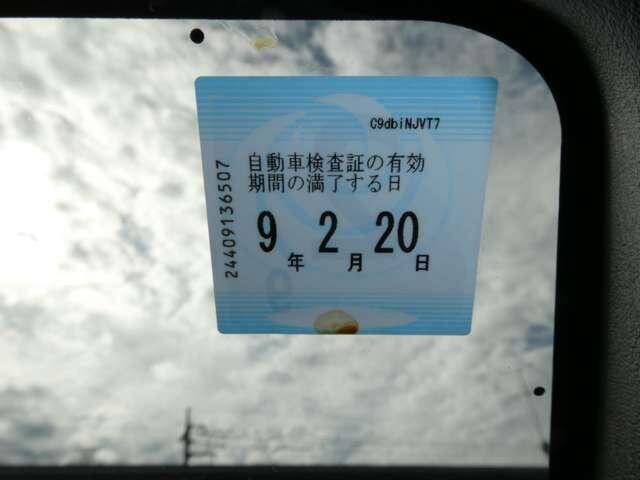 C9dbiNJVT7
自動車検査証の有効
期間の満了する日
9年2月20日
24409136507